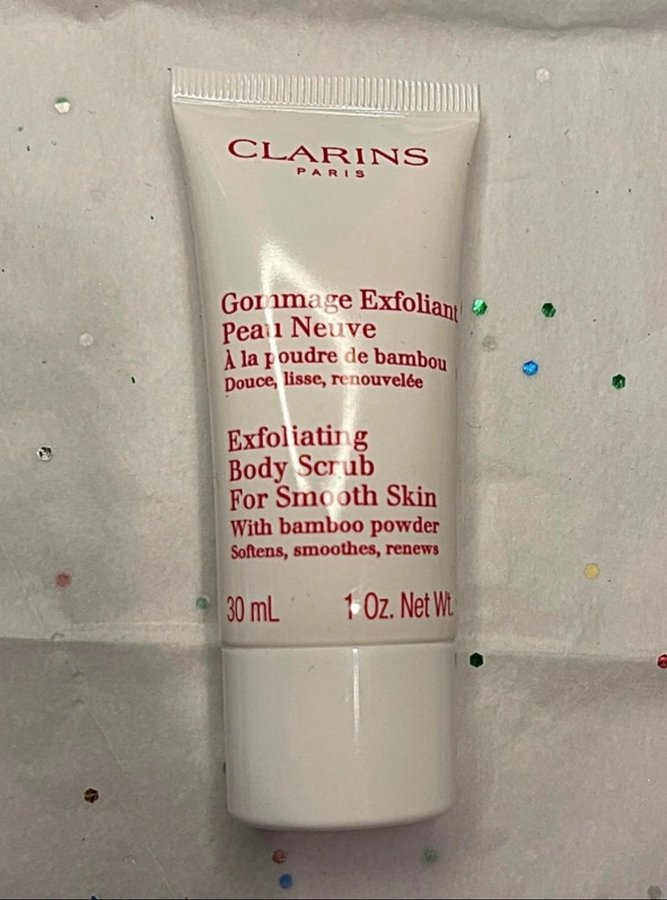 CLARINS
PARIS
Gommage Exfoliant
Peau Neuve
À la poudre de bambou
Douce, lisse, renouvelée
Exfoliating
Body Scrub
For Smooth Skin
With bamboo powder
Softens, smoothes, renews
30 mL 1 Oz. Net Wt.